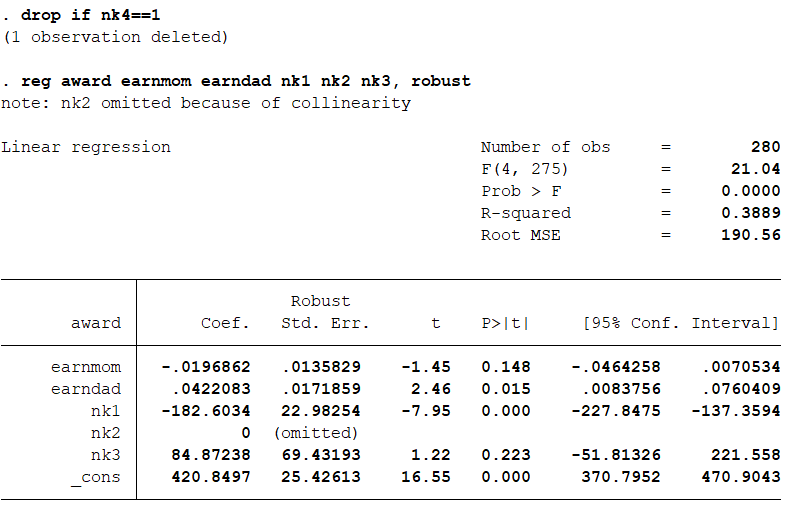 . drop if nk4==1
(1 observation deleted)
. reg award earnmom earndad nk1 nk2 nk3, robust
note: nk2 omitted because of collinearity
Linear regression Number of obs = 280
F(4, 275) = 21.04
Prob > F = 0.0000
R-squared = 0.3889
Root MSE = 190.56
Robust
award Coef. Std. Err. t P>|t| [95% Conf. Interval]
earnmom -.0196862 .0135829 -1.45 0.148 -.0464258 .0070534
earndad .0422083 .0171859 2.46 0.015 .0083756 .0760409
nk1 -182.6034 22.98254 -7.95 0.000 -227.8475 -137.3594
nk2 0 (omitted)
nk3 84.87238 69.43193 1.22 0.223 -51.81326 221.558
_cons 420.8497 25.42613 16.55 0.000 370.7952 470.9043